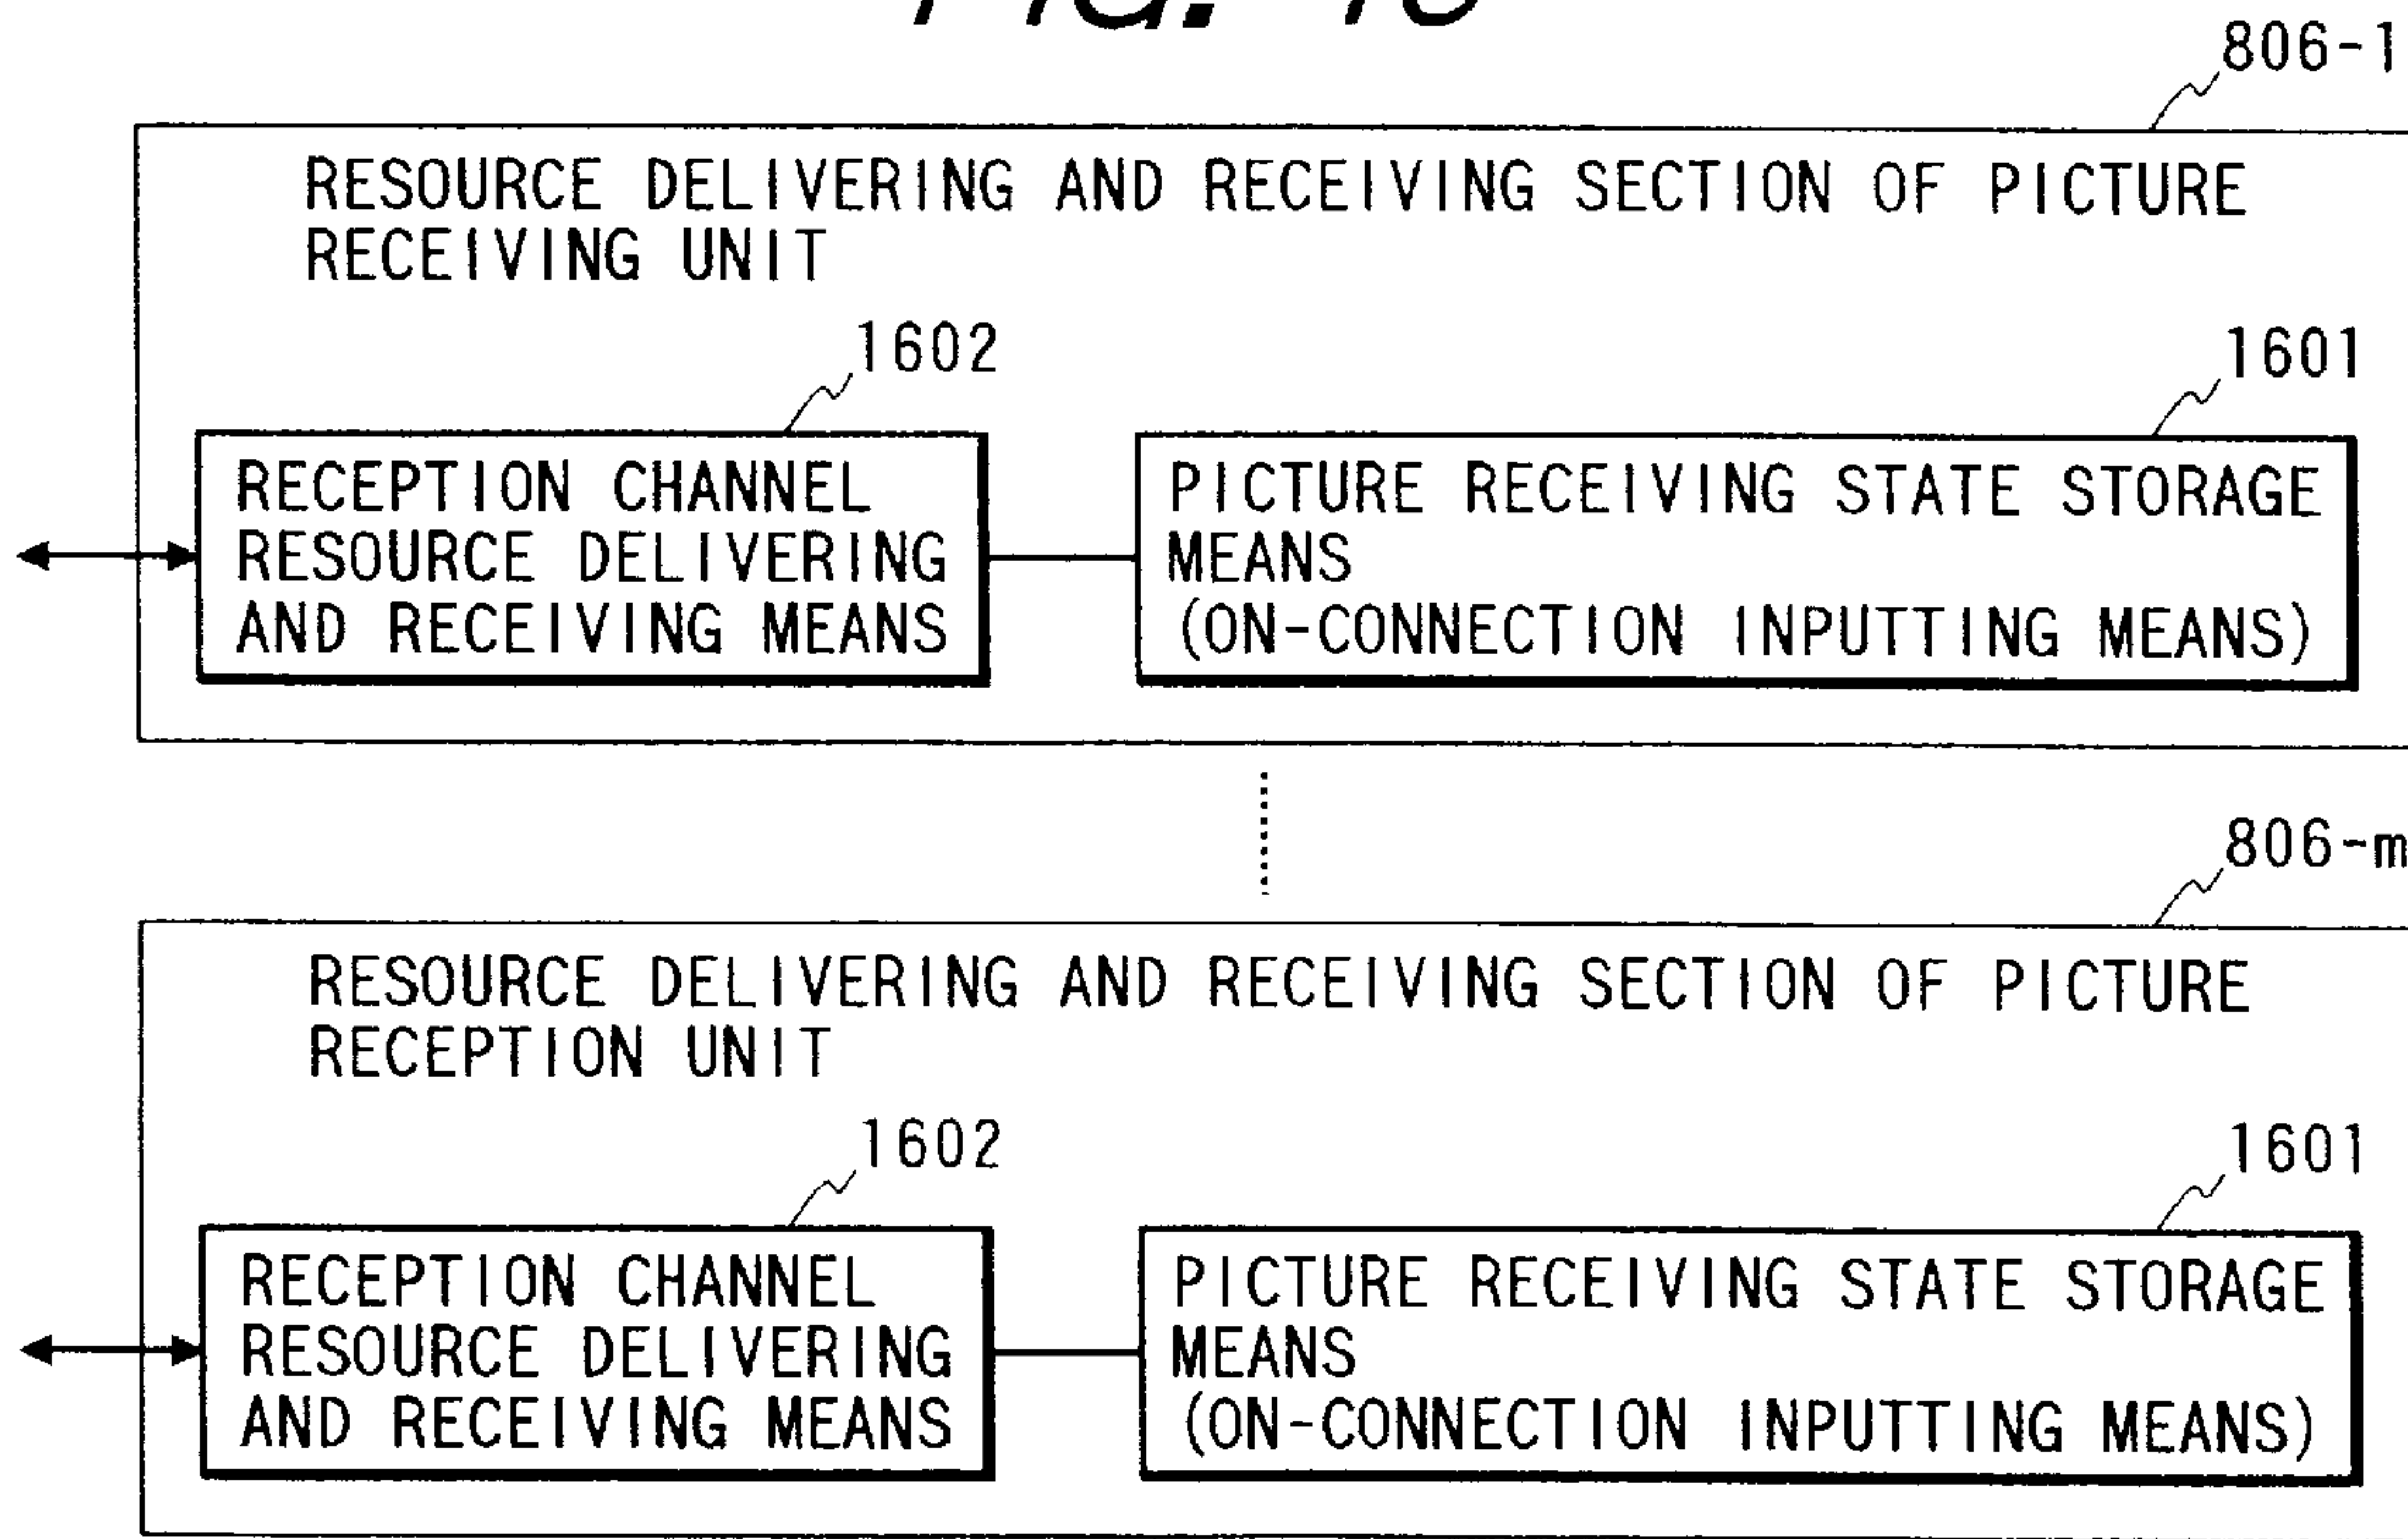 806-1
RESOURCE DELIVERING AND RECEIVING SECTION OF PICTURE
RECEIVING UNIT
1602
1601
RECEPTION CHANNEL
RESOURCE DELIVERING
AND RECEIVING MEANS
PICTURE RECEIVING STATE STORAGE
MEANS
(ON-CONNECTION INPUTTING MEANS)
806-m
RESOURCE DELIVERING AND RECEIVING SECTION OF PICTURE
RECEPTION UNIT
1602
1601
RECEPTION CHANNEL
RESOURCE DELIVERING
AND RECEIVING MEANS
PICTURE RECEIVING STATE STORAGE
MEANS
(ON-CONNECTION INPUTTING MEANS)